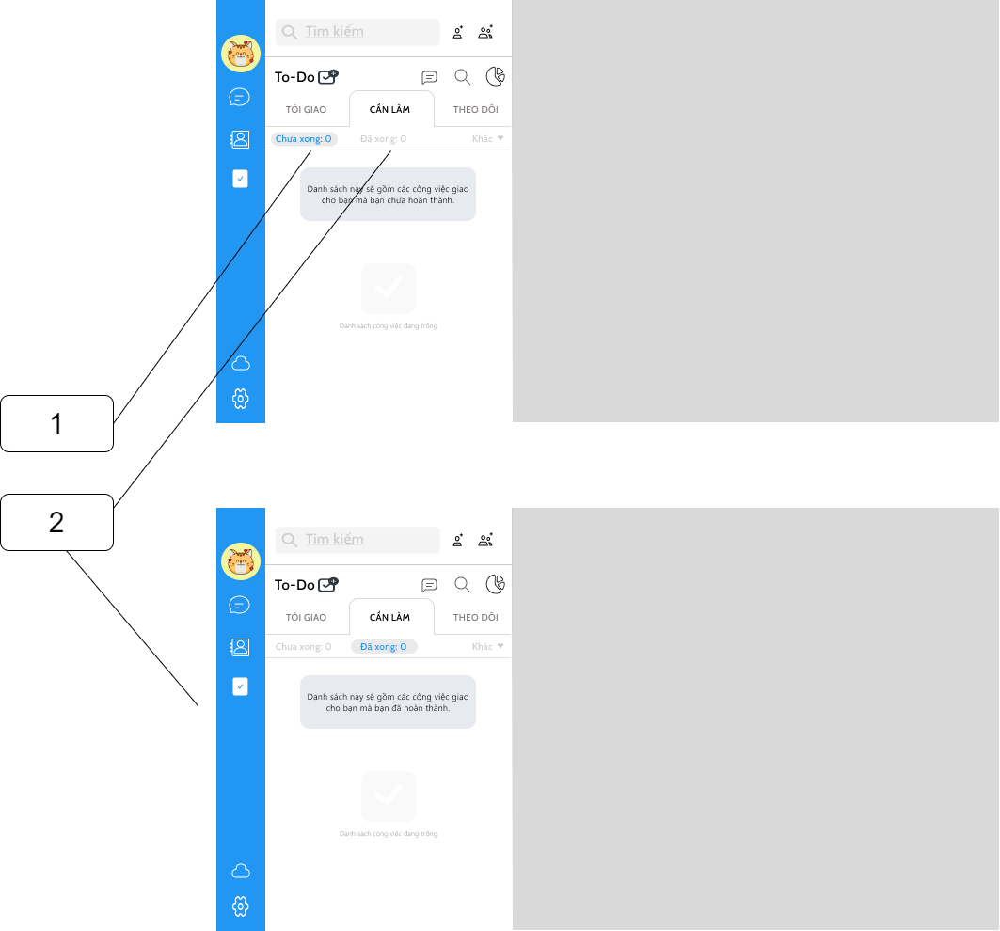 Tìm kiếm
To-Do
TÔI GIAO CẦN LÀM THEO DÕI
Chưa xong: 0 Đã xong: 0 Khác
Danh sách này sẽ gồm các công việc giao
cho bạn mà bạn chưa hoàn thành.
Danh sách công việc đang trống
1
2
Tìm kiếm
To-Do
TÔI GIAO CẦN LÀM THEO DÕI
Chưa xong: 0 Đã xong: 0 Khác
Danh sách này sẽ gồm các công việc giao
cho bạn mà bạn đã hoàn thành.
Danh sách công việc đang trống